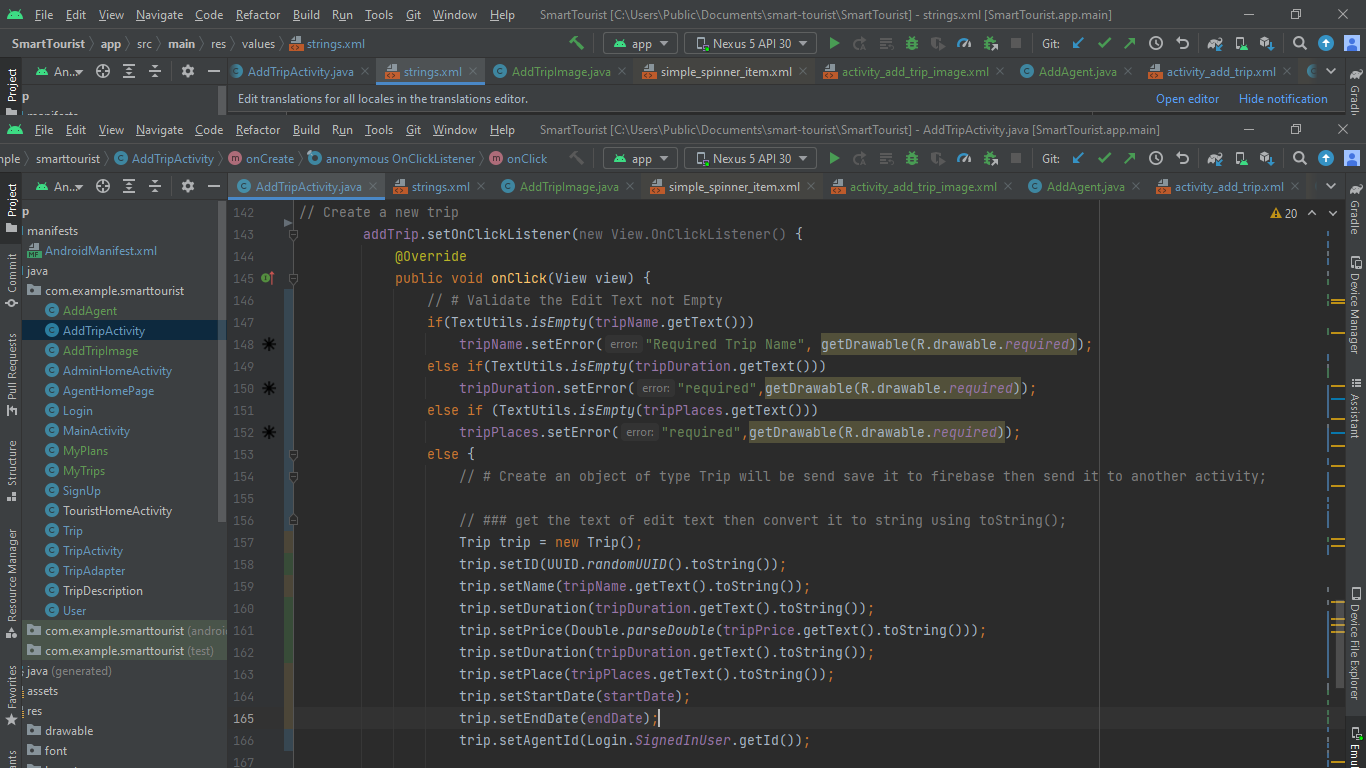 File Edit View Navigate Code Refactor Build Run Tools Git Window Help SmartTourist [C:\Users\Public\Documents\smart-tourist\SmartTourist] - strings.xml [SmartTourist.app.main]
SmartTourist app src main res values strings.xml app Nexus 5 API 30 Git:
Project An... AddTripActivity.java strings.xml AddTripImage.java simple_spinner_item.xml activity_add_trip_image.xml AddAgent.java activity_add_trip.xml Gradle
Edit translations for all locales in the translations editor. Open editor Hide notification
File Edit View Navigate Code Refactor Build Run Tools Git Window Help SmartTourist [C:\Users\Public\Documents\smart-tourist\SmartTourist] - AddTripActivity.java [SmartTourist.app.main]
smarttourist AddTripActivity onCreate anonymous OnClickListener onClick app Nexus 5 API 30 Git:
An... AddTripActivity.java strings.xml AddTripImage.java simple_spinner_item.xml activity_add_trip_image.xml AddAgent.java activity_add_trip.xml
Project
Commit
Pull Requests
Structure
Resource Manager
Favorites
manifests
AndroidManifest.xml
java
com.example.smarttourist
AddAgent
AddTripActivity
AddTripImage
AdminHomeActivity
AgentHomePage
Login
MainActivity
MyPlans
MyTrips
SignUp
TouristHomeActivity
Trip
TripActivity
TripAdapter
TripDescription
User
com.example.smarttourist (androi
com.example.smarttourist (test)
java (generated)
assets
res
drawable
font
20
142 // Create a new trip
143 addTrip.setOnClickListener(new View.OnClickListener() {
144 @Override
145 public void onClick(View view) {
146 // # Validate the Edit Text not Empty
147 if(TextUtils.isEmpty(tripName.getText()))
148 tripName.setError( error: "Required Trip Name", getDrawable(R.drawable.required));
149 else if(TextUtils.isEmpty(tripDuration.getText()))
150 tripDuration.setError( error: "required",getDrawable(R.drawable.required));
151 else if (TextUtils.isEmpty(tripPlaces.getText()))
152 tripPlaces.setError( error: "required",getDrawable(R.drawable.required));
153 else {
154 // # Create an object of type Trip will be send save it to firebase then send it to another activity;
155
156 // ### get the text of edit text then convert it to string using toString();
157 Trip trip = new Trip();
158 trip.setID(UUID.randomUUID().toString());
159 trip.setName(tripName.getText().toString());
160 trip.setDuration(tripDuration.getText().toString());
161 trip.setPrice(Double.parseDouble(tripPrice.getText().toString()));
162 trip.setDuration(tripDuration.getText().toString());
163 trip.setPlace(tripPlaces.getText().toString());
164 trip.setStartDate(startDate);
165 trip.setEndDate(endDate);
166 trip.setAgentId(Login.SignedInUser.getId());
167
Gradle
Device Manager
Assistant
Device File Explorer